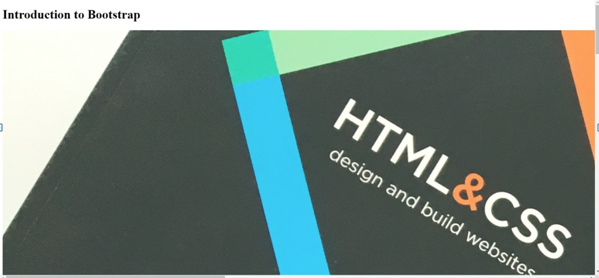 Introduction to Bootstrap
HTML&CSS
design and build websites